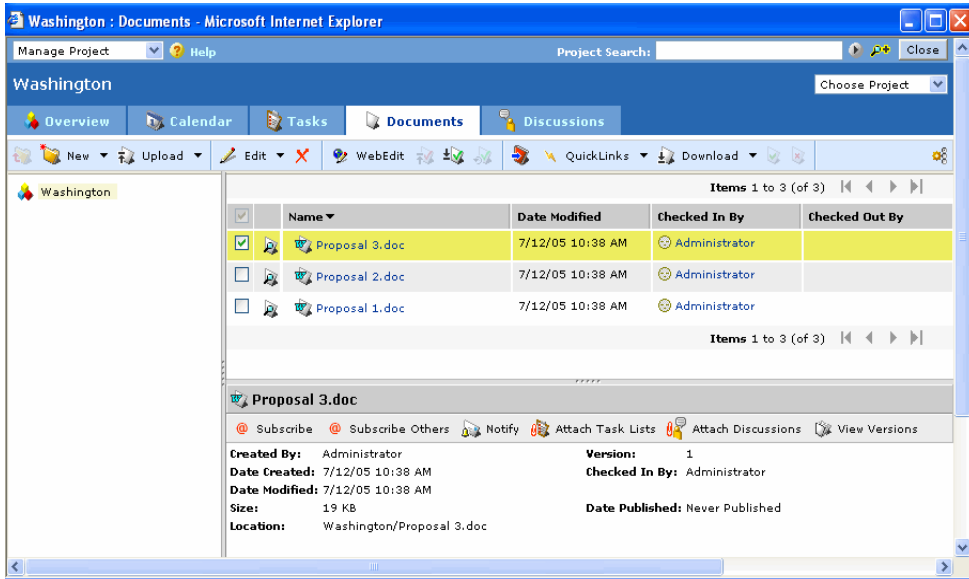 Washington : Documents - Microsoft Internet Explorer
Manage Project Help Project Search: Close
Washington Choose Project
Overview Calendar Tasks Documents Discussions
New Upload Edit WebEdit QuickLinks Download
Washington
Items 1 to 3 (of 3)
Name Date Modified Checked In By Checked Out By
Proposal 3.doc 7/12/05 10:38 AM Administrator
Proposal 2.doc 7/12/05 10:38 AM Administrator
Proposal 1.doc 7/12/05 10:38 AM Administrator
Items 1 to 3 (of 3)
Proposal 3.doc
@ Subscribe @ Subscribe Others Notify Attach Task Lists Attach Discussions View Versions
Created By: Administrator Version: 1
Date Created: 7/12/05 10:38 AM Checked In By: Administrator
Date Modified: 7/12/05 10:38 AM
Size: 19 KB Date Published: Never Published
Location: Washington/Proposal 3.doc